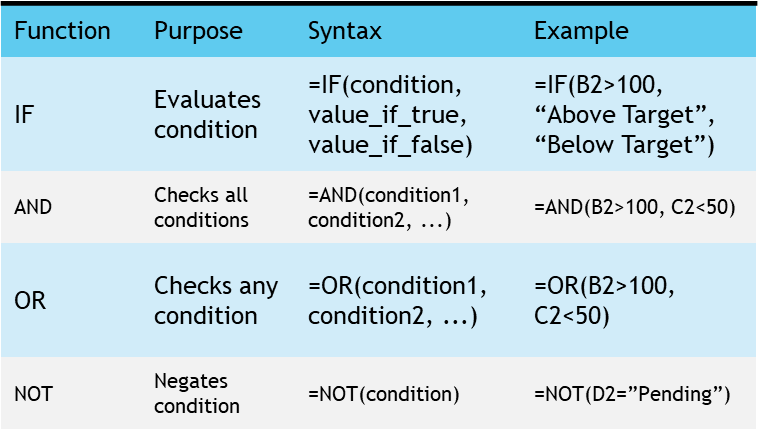 Function Purpose Syntax Example
IF
Evaluates
condition
=IF(condition,
value_if_true,
value_if_false)
=IF(B2>100,
“Above Target”,
“Below Target”)
AND
Checks all
conditions
=AND(condition1,
condition2, ...)
=AND(B2>100, C2<50)
OR
Checks any
condition
=OR(condition1,
condition2, ...)
=OR(B2>100,
C2<50)
NOT
Negates
condition
=NOT(condition)
=NOT(D2=”Pending”)